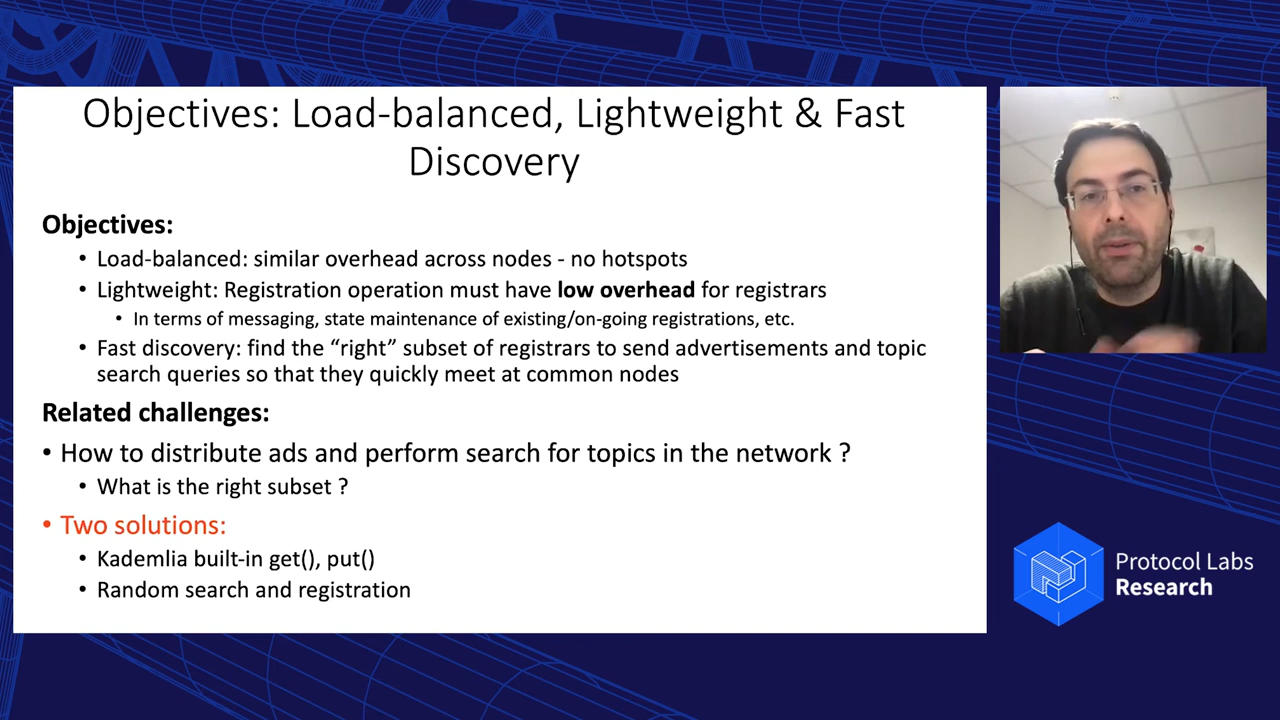 Objectives: Load-balanced, Lightweight & Fast
Discovery
Objectives:
• Load-balanced: similar overhead across nodes - no hotspots
• Lightweight: Registration operation must have low overhead for registrars
• In terms of messaging, state maintenance of existing/on-going registrations, etc.
• Fast discovery: find the “right” subset of registrars to send advertisements and topic
search queries so that they quickly meet at common nodes
Related challenges:
• How to distribute ads and perform search for topics in the network ?
• What is the right subset ?
• Two solutions:
• Kademlia built-in get(), put()
• Random search and registration
Protocol Labs
Research